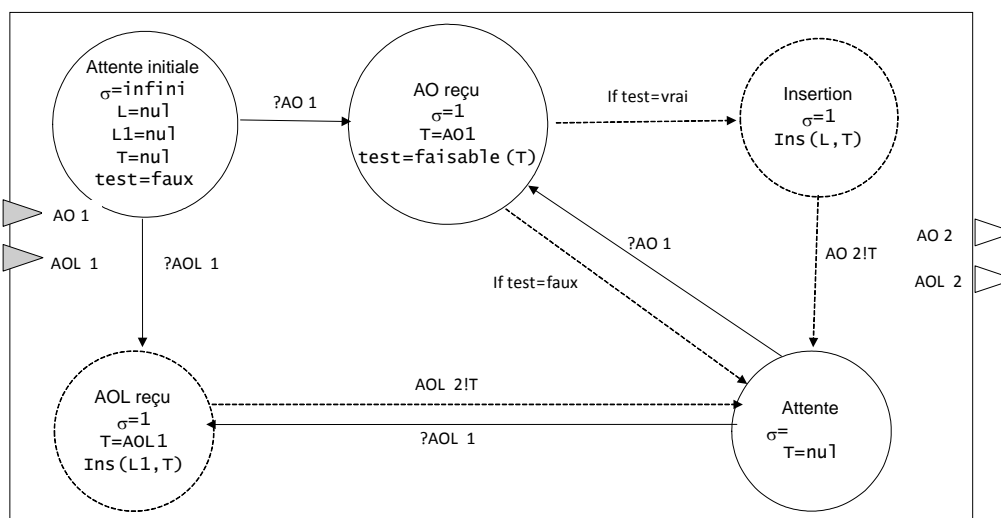 Attente initiale
σ=infini
L=nul
L1=nul
T=nul
test=faux
?AO 1
AO reçu
σ=1
T=AO1
test=faisable(T)
If test=vrai
Insertion
σ=1
Ins(L,T)
AO 1
AOL 1
?AOL 1
?AO 1
If test=faux
AO 2!T
AO 2
AOL 2
AOL reçu
σ=1
T=AOL1
Ins(L1,T)
AOL 2!T
?AOL 1
Attente
σ=
T=nul